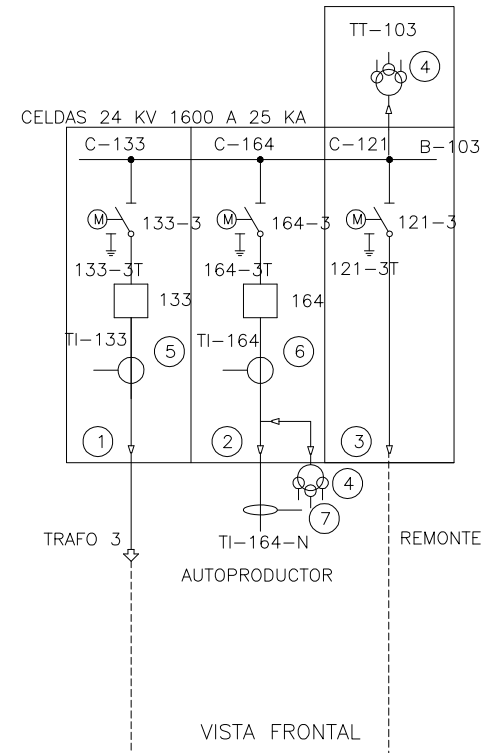 TT-103
4
CELDAS 24 KV 1600 A 25 KA
C-133 C-164 C-121 B-103
M 133-3 M 164-3 M 121-3
133-3T 164-3T 121-3T
133 164
TI-133 5 TI-164 6
1 2 3
4
7
TRAFO 3 TI-164-N REMONTE
AUTOPRODUCTOR
VISTA FRONTAL